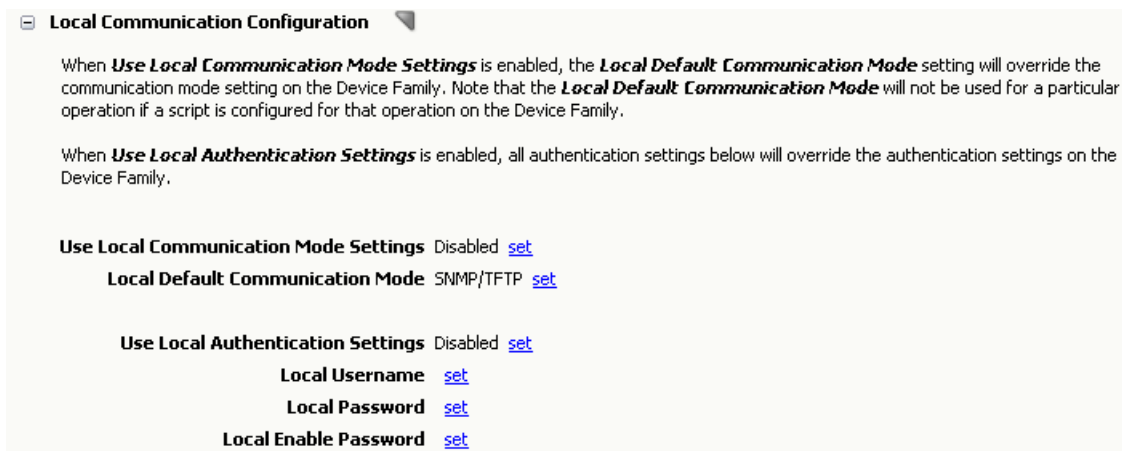 Local Communication Configuration
When Use Local Communication Mode Settings is enabled, the Local Default Communication Mode setting will override the
communication mode setting on the Device Family. Note that the Local Default Communication Mode will not be used for a particular
operation if a script is configured for that operation on the Device Family.
When Use Local Authentication Settings is enabled, all authentication settings below will override the authentication settings on the
Device Family.
Use Local Communication Mode Settings Disabled set
Local Default Communication Mode SNMP/TFTP set
Use Local Authentication Settings Disabled set
Local Username set
Local Password set
Local Enable Password set